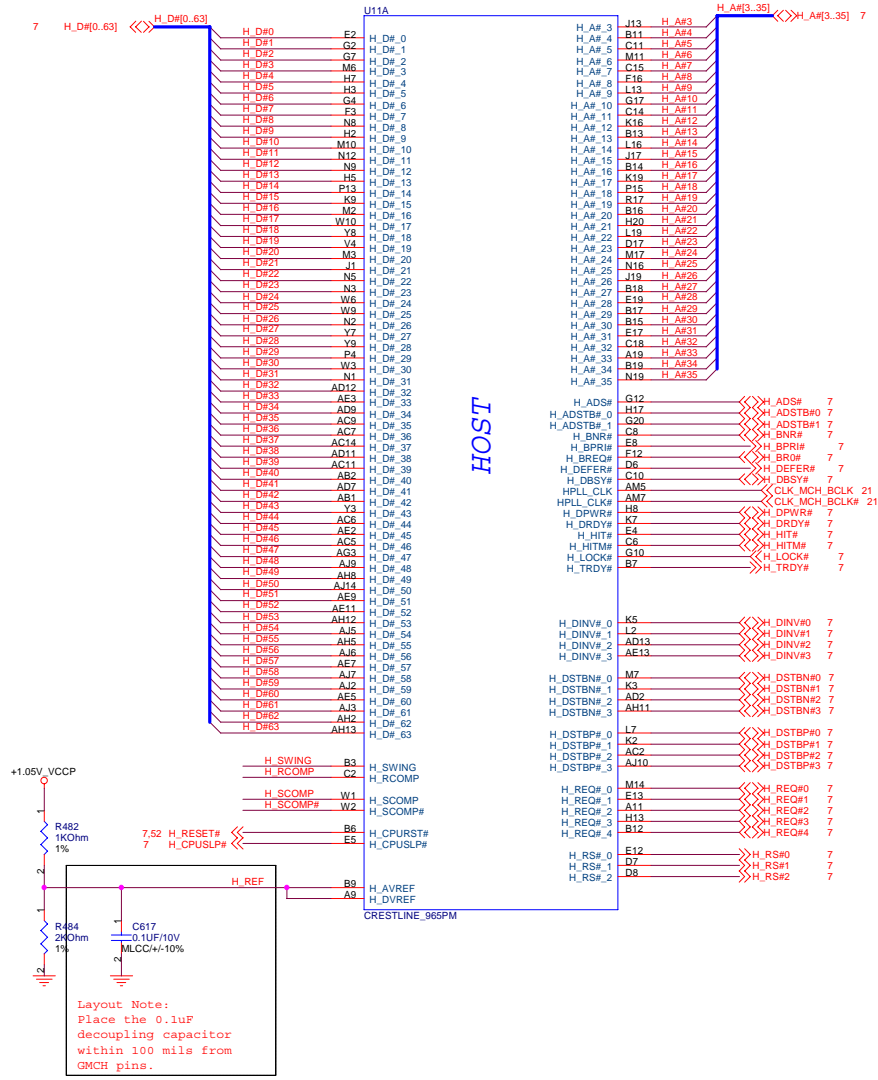 7 H_D#[0..63] H_D#[0..63]
U11A
H_A#[3..35] H_A#[3..35] 7
H_D#0 E2 H_D#_0
H_D#1 G2 H_D#_1
H_D#2 G7 H_D#_2
H_D#3 M6 H_D#_3
H_D#4 H7 H_D#_4
H_D#5 H3 H_D#_5
H_D#6 G4 H_D#_6
H_D#7 F3 H_D#_7
H_D#8 N8 H_D#_8
H_D#9 H2 H_D#_9
H_D#10 M10 H_D#_10
H_D#11 N12 H_D#_11
H_D#12 N9 H_D#_12
H_D#13 H5 H_D#_13
H_D#14 P13 H_D#_14
H_D#15 K9 H_D#_15
H_D#16 M2 H_D#_16
H_D#17 W10 H_D#_17
H_D#18 Y8 H_D#_18
H_D#19 V4 H_D#_19
H_D#20 M3 H_D#_20
H_D#21 J1 H_D#_21
H_D#22 N5 H_D#_22
H_D#23 N3 H_D#_23
H_D#24 W6 H_D#_24
H_D#25 W9 H_D#_25
H_D#26 N2 H_D#_26
H_D#27 Y7 H_D#_27
H_D#28 Y9 H_D#_28
H_D#29 P4 H_D#_29
H_D#30 W3 H_D#_30
H_D#31 N1 H_D#_31
H_D#32 AD12 H_D#_32
H_D#33 AE3 H_D#_33
H_D#34 AD9 H_D#_34
H_D#35 AC9 H_D#_35
H_D#36 AC7 H_D#_36
H_D#37 AC14 H_D#_37
H_D#38 AD11 H_D#_38
H_D#39 AC11 H_D#_39
H_D#40 AB2 H_D#_40
H_D#41 AD7 H_D#_41
H_D#42 AB1 H_D#_42
H_D#43 Y3 H_D#_43
H_D#44 AC6 H_D#_44
H_D#45 AE2 H_D#_45
H_D#46 AC5 H_D#_46
H_D#47 AG3 H_D#_47
H_D#48 AJ9 H_D#_48
H_D#49 AH8 H_D#_49
H_D#50 AJ14 H_D#_50
H_D#51 AE9 H_D#_51
H_D#52 AE11 H_D#_52
H_D#53 AH12 H_D#_53
H_D#54 AJ5 H_D#_54
H_D#55 AH5 H_D#_55
H_D#56 AJ6 H_D#_56
H_D#57 AE7 H_D#_57
H_D#58 AJ7 H_D#_58
H_D#59 AJ2 H_D#_59
H_D#60 AE5 H_D#_60
H_D#61 AJ3 H_D#_61
H_D#62 AH2 H_D#_62
H_D#63 AH13 H_D#_63
H_SWING B3 H_SWING
H_RCOMP C2 H_RCOMP
H_SCOMP W1 H_SCOMP
H_SCOMP# W2 H_SCOMP#
7,52 H_RESET# B6 H_CPURST#
7 H_CPUSLP# E5 H_CPUSLP#
H_REF B9 H_AVREF
A9 H_DVREF
HOST
H_A#_3 J13 H_A#3
H_A#_4 B11 H_A#4
H_A#_5 C11 H_A#5
H_A#_6 M11 H_A#6
H_A#_7 C15 H_A#7
H_A#_8 F16 H_A#8
H_A#_9 L13 H_A#9
H_A#_10 G17 H_A#10
H_A#_11 C14 H_A#11
H_A#_12 K16 H_A#12
H_A#_13 B13 H_A#13
H_A#_14 L16 H_A#14
H_A#_15 J17 H_A#15
H_A#_16 B14 H_A#16
H_A#_17 K19 H_A#17
H_A#_18 P15 H_A#18
H_A#_19 R17 H_A#19
H_A#_20 B16 H_A#20
H_A#_21 H20 H_A#21
H_A#_22 L19 H_A#22
H_A#_23 D17 H_A#23
H_A#_24 M17 H_A#24
H_A#_25 N16 H_A#25
H_A#_26 J19 H_A#26
H_A#_27 B18 H_A#27
H_A#_28 E19 H_A#28
H_A#_29 B17 H_A#29
H_A#_30 B15 H_A#30
H_A#_31 E17 H_A#31
H_A#_32 C18 H_A#32
H_A#_33 A19 H_A#33
H_A#_34 B19 H_A#34
H_A#_35 N19 H_A#35
H_ADS# G12 H_ADS# 7
H_ADSTB#_0 H17 H_ADSTB#0 7
H_ADSTB#_1 G20 H_ADSTB#1 7
H_BNR# C8 H_BNR# 7
H_BPRI# E8 H_BPRI# 7
H_BREQ# F12 H_BR0# 7
H_DEFER# D6 H_DEFER# 7
H_DBSY# C10 H_DBSY# 7
HPLL_CLK AM5 CLK_MCH_BCLK 21
HPLL_CLK# AM7 CLK_MCH_BCLK# 21
H_DPWR# H8 H_DPWR# 7
H_DRDY# K7 H_DRDY# 7
H_HIT# E4 H_HIT# 7
H_HITM# C6 H_HITM# 7
H_LOCK# G10 H_LOCK# 7
H_TRDY# B7 H_TRDY# 7
H_DINV#_0 K5 H_DINV#0 7
H_DINV#_1 L2 H_DINV#1 7
H_DINV#_2 AD13 H_DINV#2 7
H_DINV#_3 AE13 H_DINV#3 7
H_DSTBN#_0 M7 H_DSTBN#0 7
H_DSTBN#_1 K3 H_DSTBN#1 7
H_DSTBN#_2 AD2 H_DSTBN#2 7
H_DSTBN#_3 AH11 H_DSTBN#3 7
H_DSTBP#_0 L7 H_DSTBP#0 7
H_DSTBP#_1 K2 H_DSTBP#1 7
H_DSTBP#_2 AC2 H_DSTBP#2 7
H_DSTBP#_3 AJ10 H_DSTBP#3 7
H_REQ#_0 M14 H_REQ#0 7
H_REQ#_1 E13 H_REQ#1 7
H_REQ#_2 A11 H_REQ#2 7
H_REQ#_3 H13 H_REQ#3 7
H_REQ#_4 B12 H_REQ#4 7
H_RS#_0 E12 H_RS#0 7
H_RS#_1 D7 H_RS#1 7
H_RS#_2 D8 H_RS#2 7
CRESTLINE_965PM
+1.05V_VCCP
1
R482
1KOhm
1%
2
1
R484
2KOhm
1%
2
1
C617
0.1UF/10V
MLCC/+/-10%
2
Layout Note:
Place the 0.1uF
decoupling capacitor
within 100 mils from
GMCH pins.